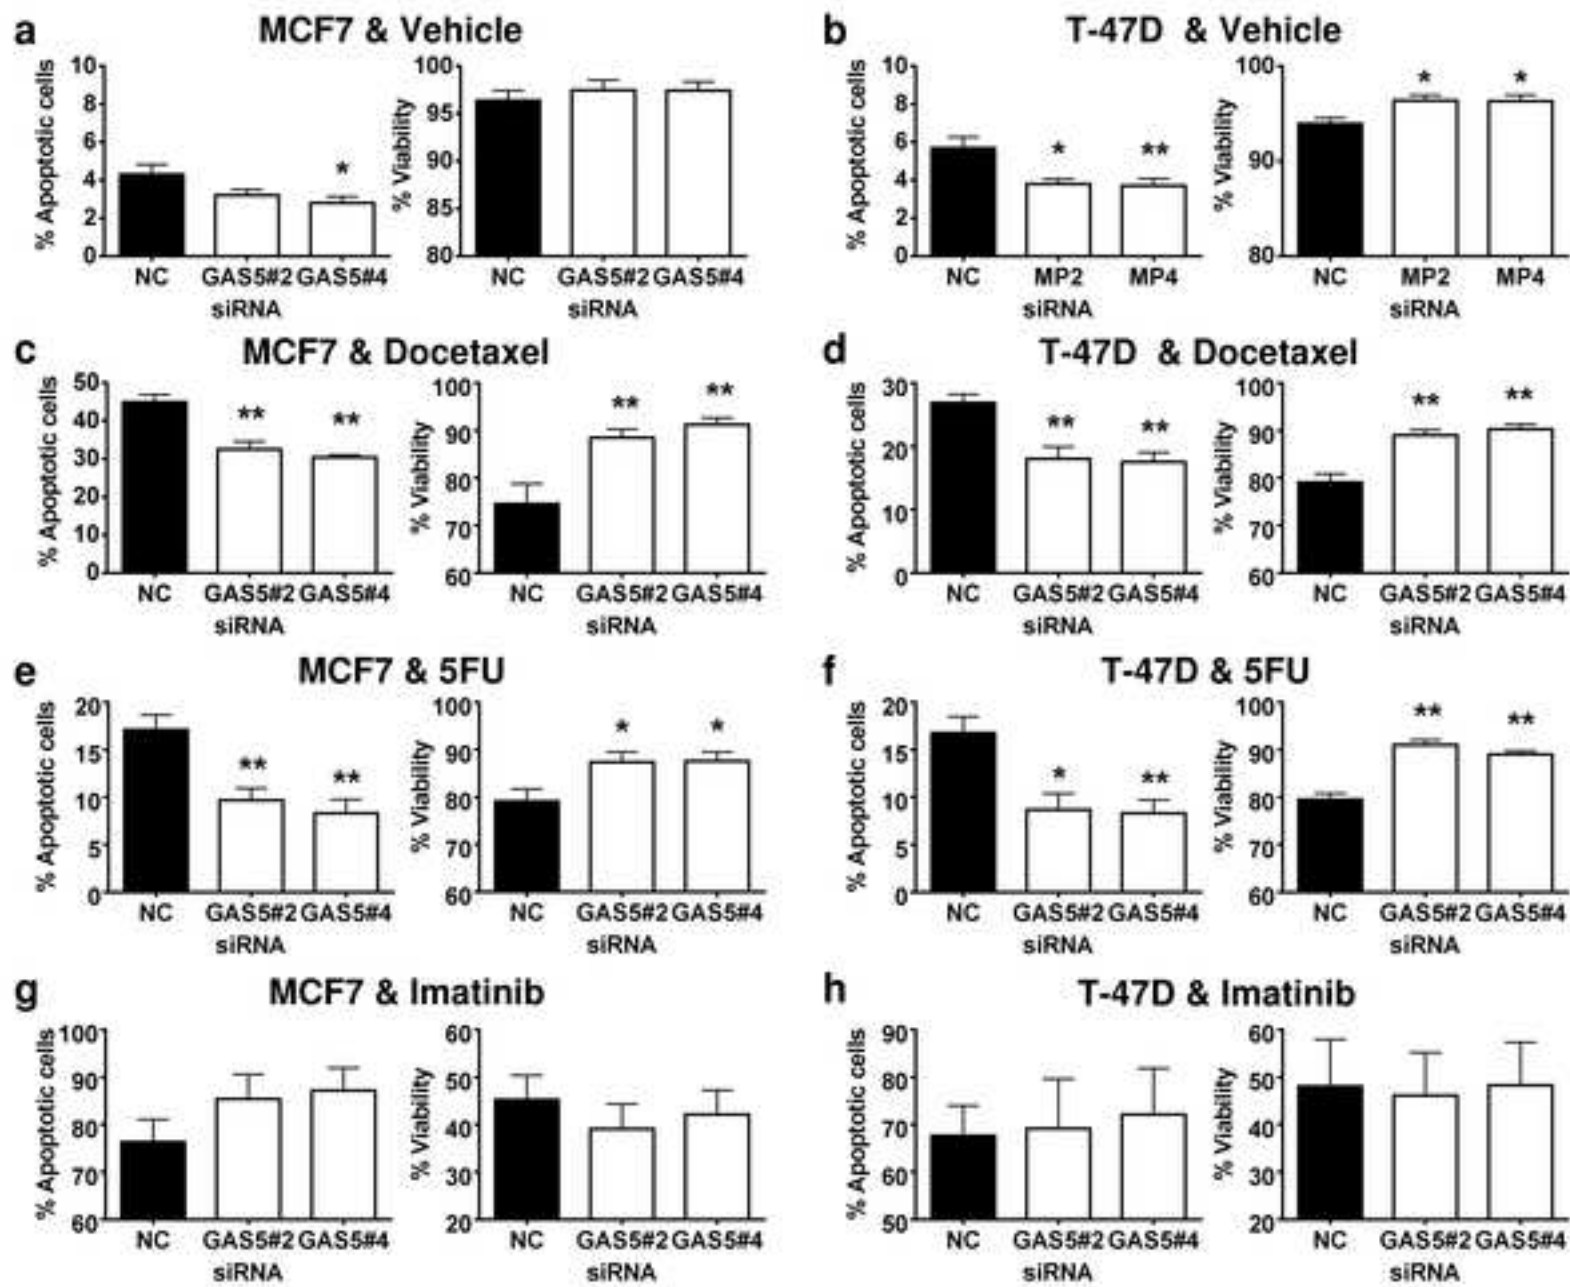 a MCF7 & Vehicle
% Apoptotic cells
10
8
6
4
2
0
*
NC GAS5#2 GAS5#4
siRNA
% Viability
100
95
90
85
80
NC GAS5#2 GAS5#4
siRNA
b T-47D & Vehicle
% Apoptotic cells
10
8
6
4
2
0
* **
NC MP2 MP4
siRNA
% Viability
100
90
80
* *
NC MP2 MP4
siRNA
c MCF7 & Docetaxel
% Apoptotic cells
50
40
30
20
10
0
** **
NC GAS5#2 GAS5#4
siRNA
% Viability
100
90
80
70
60
** **
NC GAS5#2 GAS5#4
siRNA
d T-47D & Docetaxel
% Apoptotic cells
30
20
10
0
** **
NC GAS5#2 GAS5#4
siRNA
% Viability
100
90
80
70
60
** **
NC GAS5#2 GAS5#4
siRNA
e MCF7 & 5FU
% Apoptotic cells
20
15
10
5
0
** **
NC GAS5#2 GAS5#4
siRNA
% Viability
100
90
80
70
60
* *
NC GAS5#2 GAS5#4
siRNA
f T-47D & 5FU
% Apoptotic cells
20
15
10
5
0
* **
NC GAS5#2 GAS5#4
siRNA
% Viability
100
90
80
70
60
** **
NC GAS5#2 GAS5#4
siRNA
g MCF7 & Imatinib
% Apoptotic cells
100
90
80
70
60
NC GAS5#2 GAS5#4
siRNA
% Viability
60
50
40
30
20
NC GAS5#2 GAS5#4
siRNA
h T-47D & Imatinib
% Apoptotic cells
90
80
70
60
50
NC GAS5#2 GAS5#4
siRNA
% Viability
60
50
40
30
20
NC GAS5#2 GAS5#4
siRNA